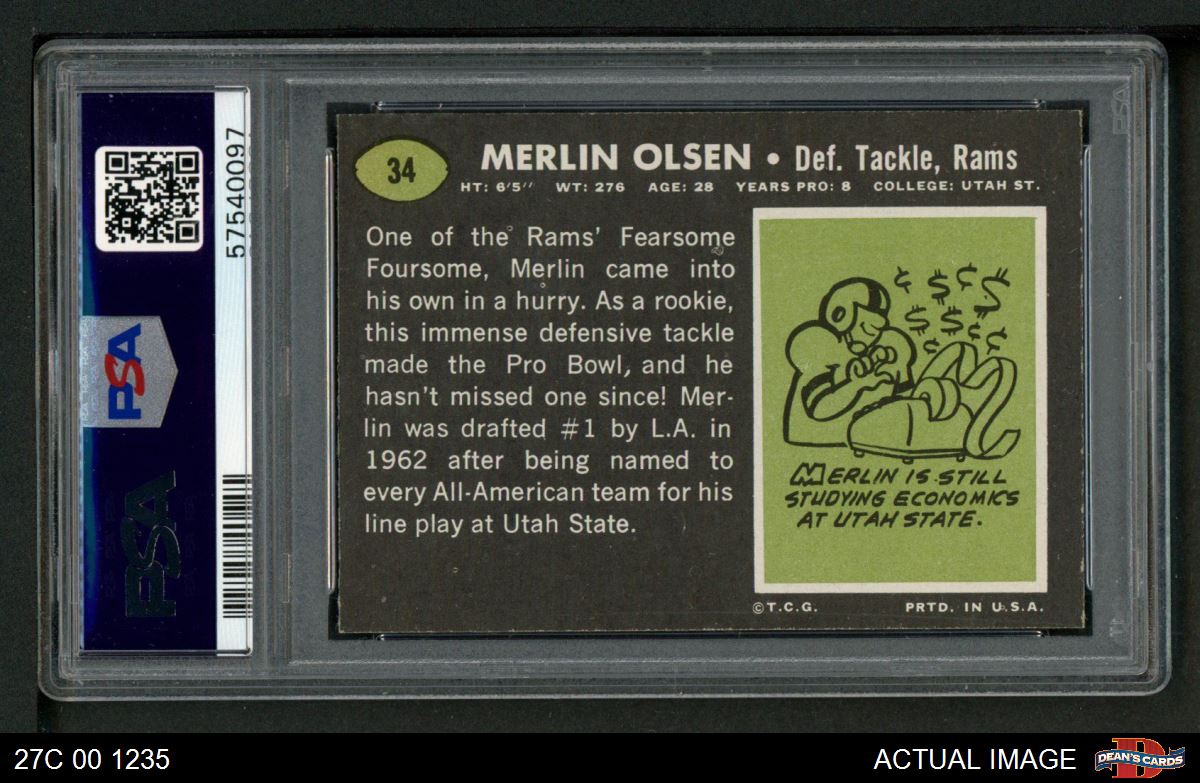 PSA
57540097
PSA
PSA
34
MERLIN OLSEN • Def. Tackle, Rams
HT: 6'5" WT: 276 AGE: 28 YEARS PRO: 8 COLLEGE: UTAH ST.
One of the Rams' Fearsome
Foursome, Merlin came into
his own in a hurry. As a rookie,
this immense defensive tackle
made the Pro Bowl, and he
hasn't missed one since! Mer-
lin was drafted #1 by L.A. in
1962 after being named to
every All-American team for his
line play at Utah State.
¢ $ ¢ $
$ $ ¢
$ ¢ ¢
MERLIN IS STILL
STUDYING ECONOMICS
AT UTAH STATE.
©T.C.G. PRTD. IN U.S.A.
27C 00 1235
ACTUAL IMAGE
D
DEAN'S CARDS